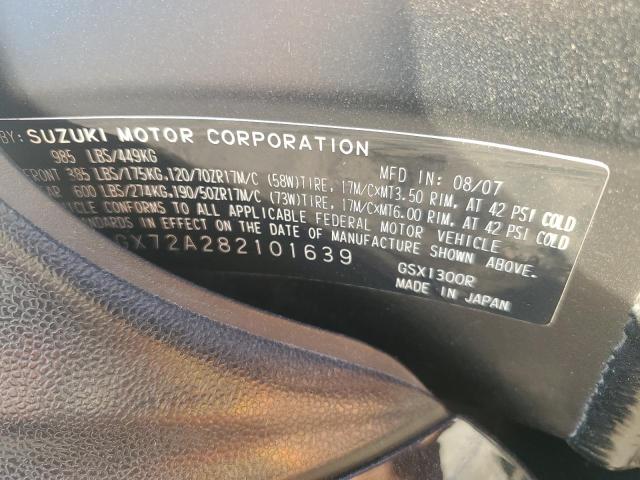 BY: SUZUKI MOTOR CORPORATION
985 LBS/449KG MFD IN: 08/07
FRONT 385 LBS/175KG,120/70ZR17M/C (58W)TIRE, 17M/C×MT3.50 RIM, AT 42 PSI COLD
AR 600 LBS/274KG,190/50ZR17M/C (73W)TIRE, 17M/C×MT6.00 RIM, AT 42 PSI COLD
VEHICLE CONFORMS TO ALL APPLICABLE FEDERAL MOTOR VEHICLE
STANDARDS IN EFFECT ON THE DATE OF MANUFACTURE SHOWN ABOVE.
GX72A282101639
GSX1300R
MADE IN JAPAN